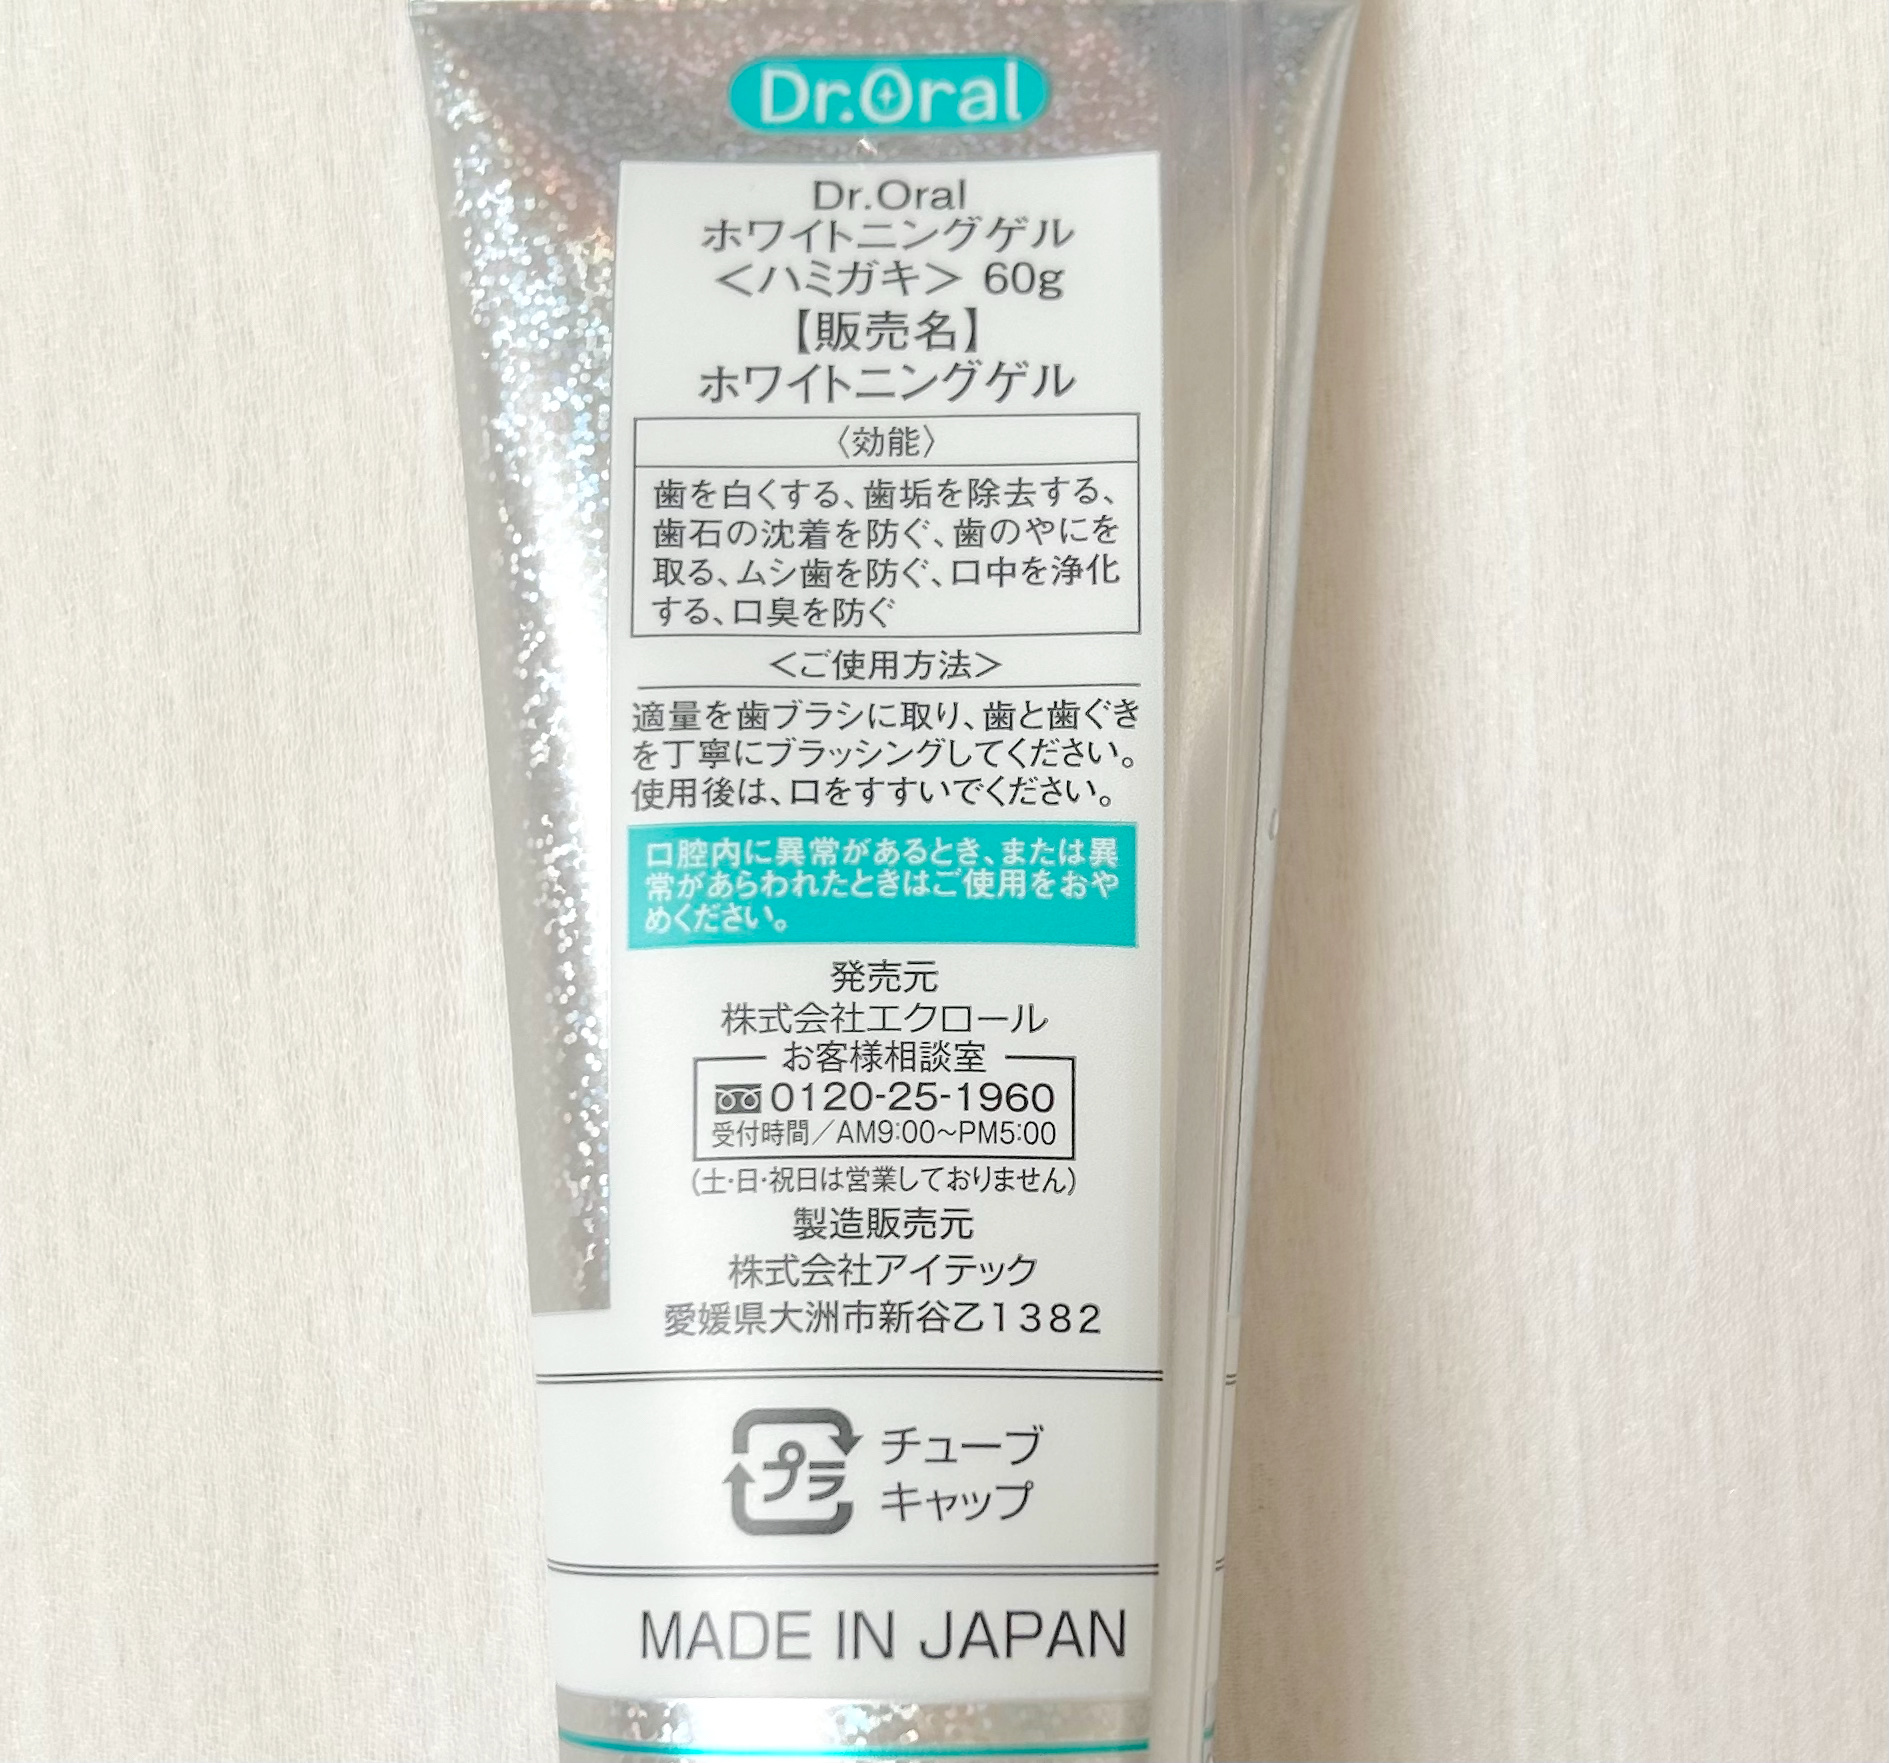 Dr.Oral
Dr.Oral
ホワイトニングゲル
＜ハミガキ＞ 60g
【販売名】
ホワイトニングゲル
〈効能〉
歯を白くする、歯垢を除去する、
歯石の沈着を防ぐ、歯のやにを
取る、ムシ歯を防ぐ、口中を浄化
する、口臭を防ぐ
＜ご使用方法＞
適量を歯ブラシに取り、歯と歯ぐき
を丁寧にブラッシングしてください。
使用後は、口をすすいでください。
口腔内に異常があるとき、または異
常があらわれたときはご使用をおや
めください。
発売元
株式会社エクロール
お客様相談室
0120-25-1960
受付時間／AM9:00〜PM5:00
(土・日・祝日は営業しておりません)
製造販売元
株式会社アイテック
愛媛県大洲市新谷乙1382
プラ チューブ
キャップ
MADE IN JAPAN